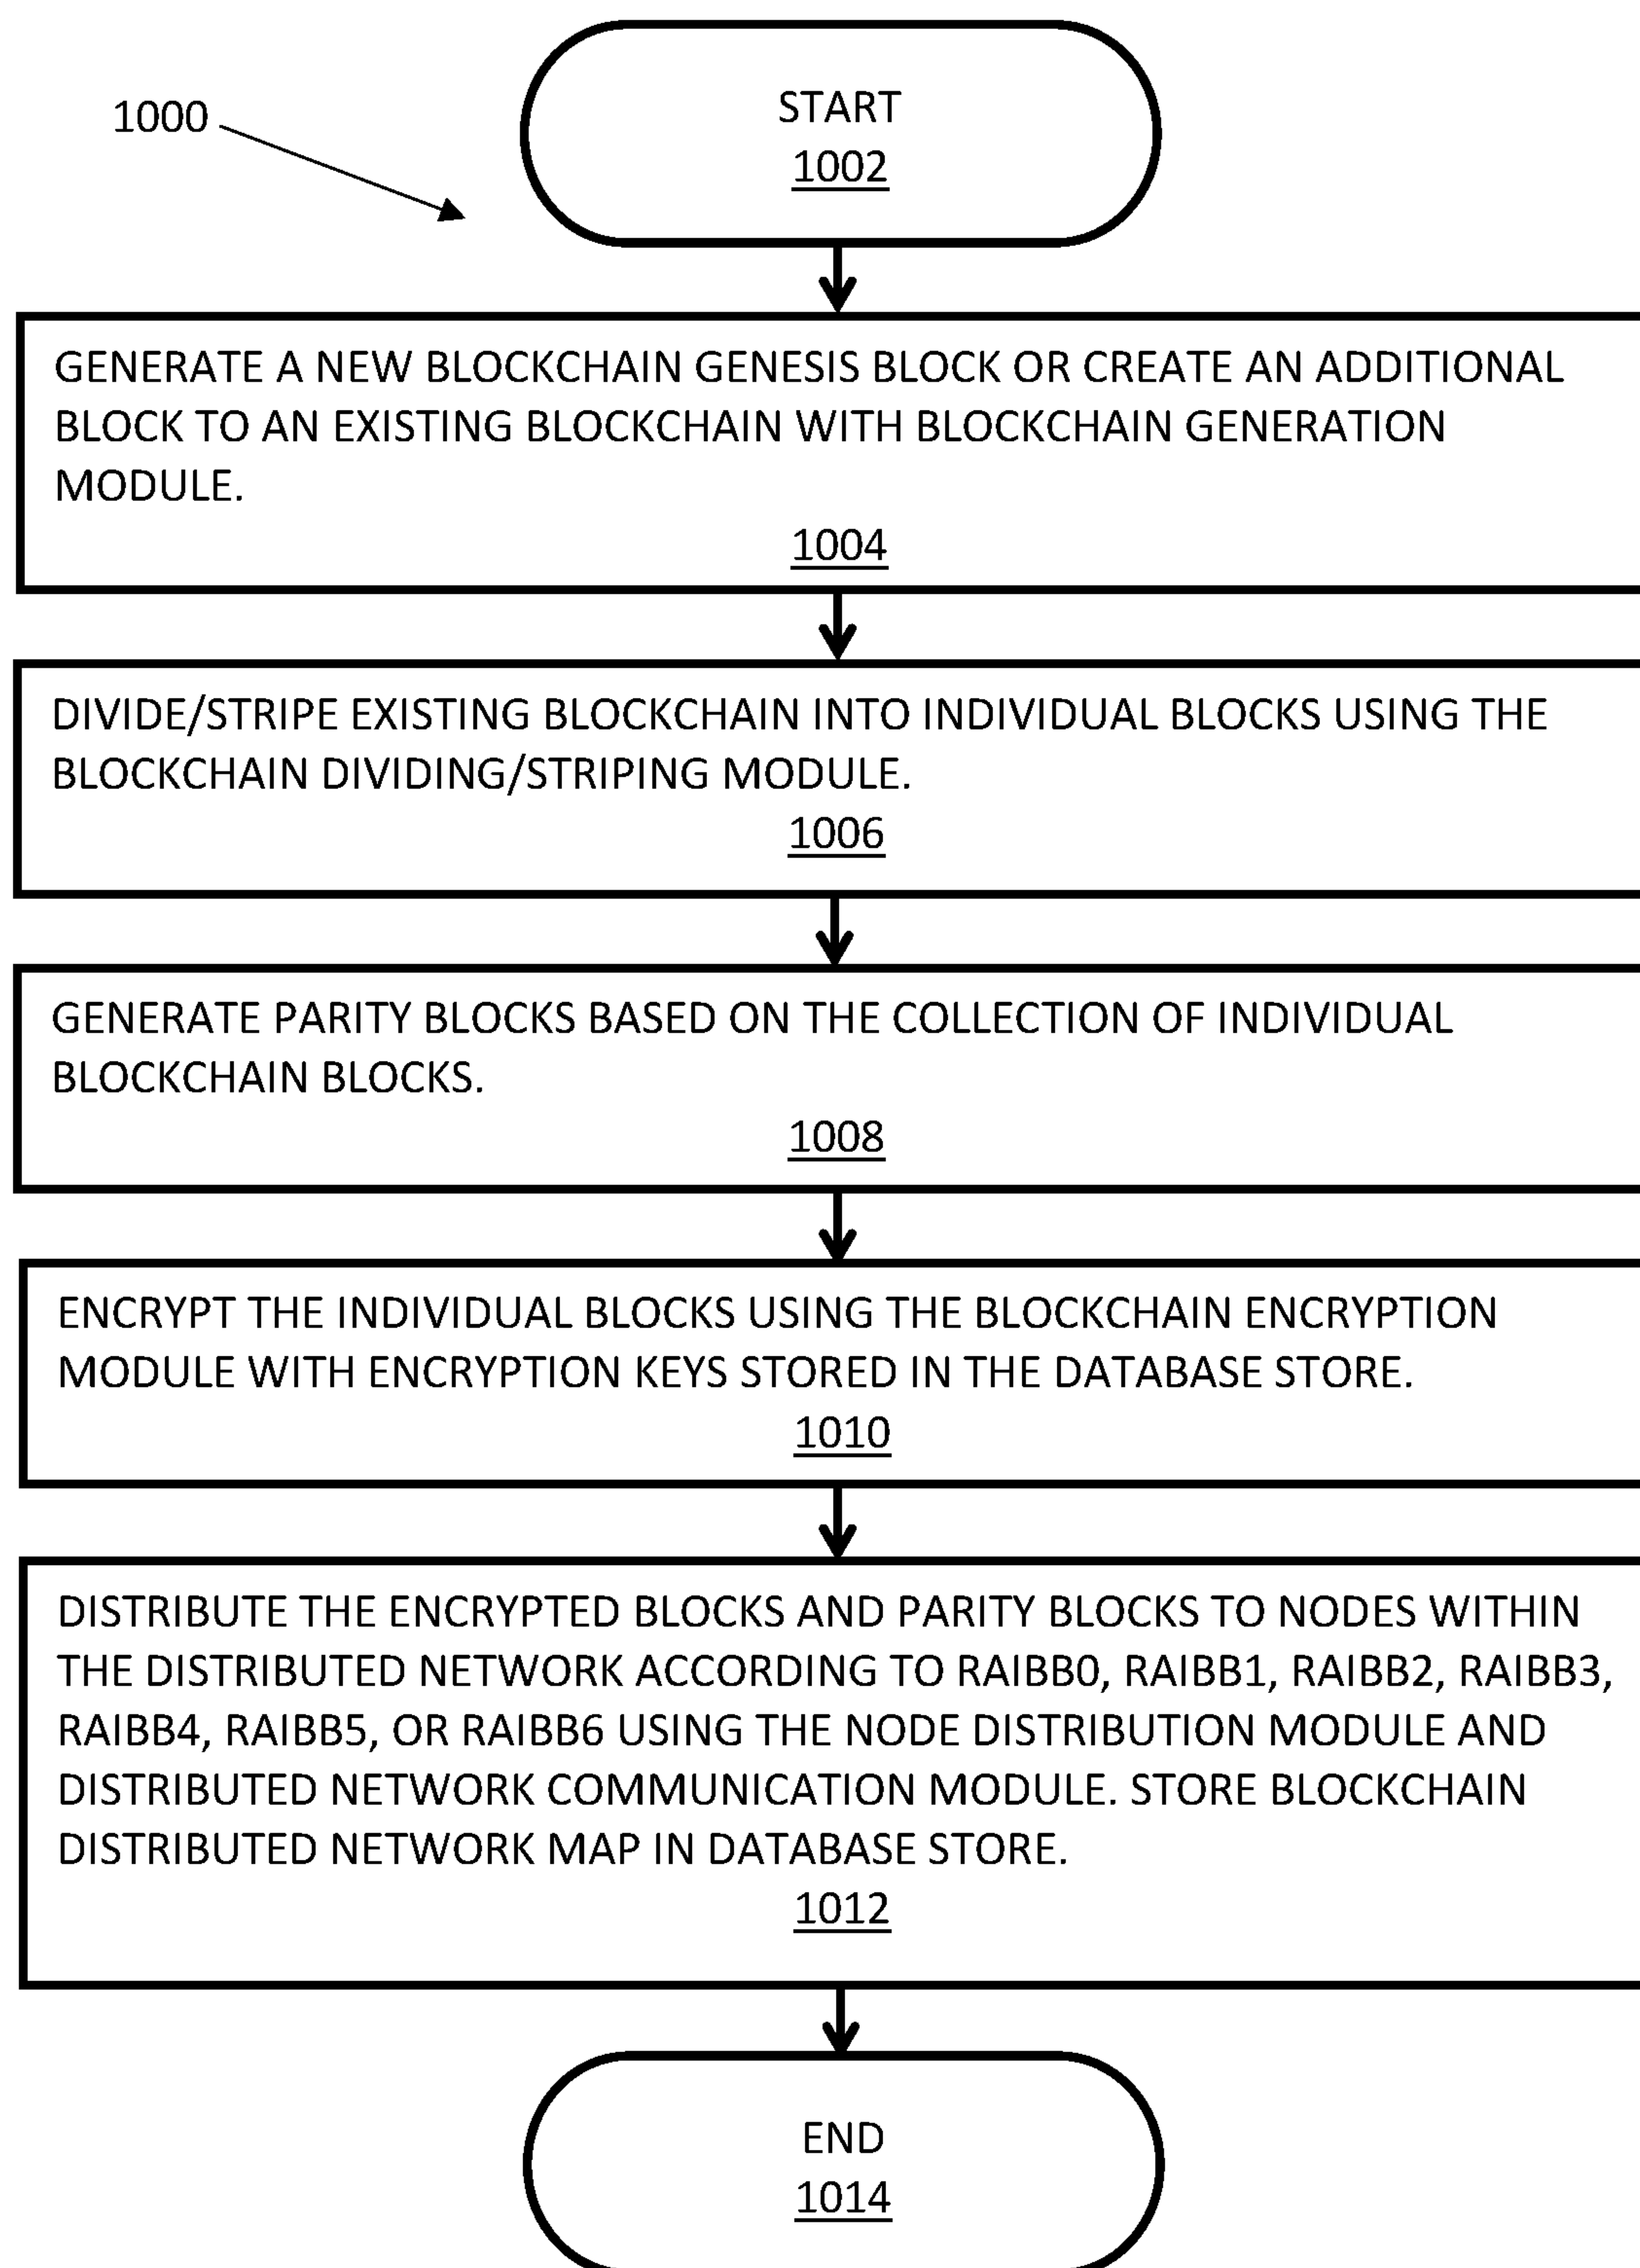 START
1000
1002
GENERATE A NEW BLOCKCHAIN GENESIS BLOCK OR CREATE AN ADDITIONAL
BLOCK TO AN EXISTING BLOCKCHAIN WITH BLOCKCHAIN GENERATION
MODULE.
1004
DIVIDE/STRIPE EXISTING BLOCKCHAIN INTO INDIVIDUAL BLOCKS USING THE
BLOCKCHAIN DIVIDING/STRIPING MODULE.
1006
GENERATE PARITY BLOCKS BASED ON THE COLLECTION OF INDIVIDUAL
BLOCKCHAIN BLOCKS.
1008
ENCRYPT THE INDIVIDUAL BLOCKS USING THE BLOCKCHAIN ENCRYPTION
MODULE WITH ENCRYPTION KEYS STORED IN THE DATABASE STORE.
1010
DISTRIBUTE THE ENCRYPTED BLOCKS AND PARITY BLOCKS TO NODES WITHIN
THE DISTRIBUTED NETWORK ACCORDING TO RAIBB0, RAIBB1, RAIBB2, RAIBB3,
RAIBB4, RAIBB5, OR RAIBB6 USING THE NODE DISTRIBUTION MODULE AND
DISTRIBUTED NETWORK COMMUNICATION MODULE. STORE BLOCKCHAIN
DISTRIBUTED NETWORK MAP IN DATABASE STORE.
1012
END
1014